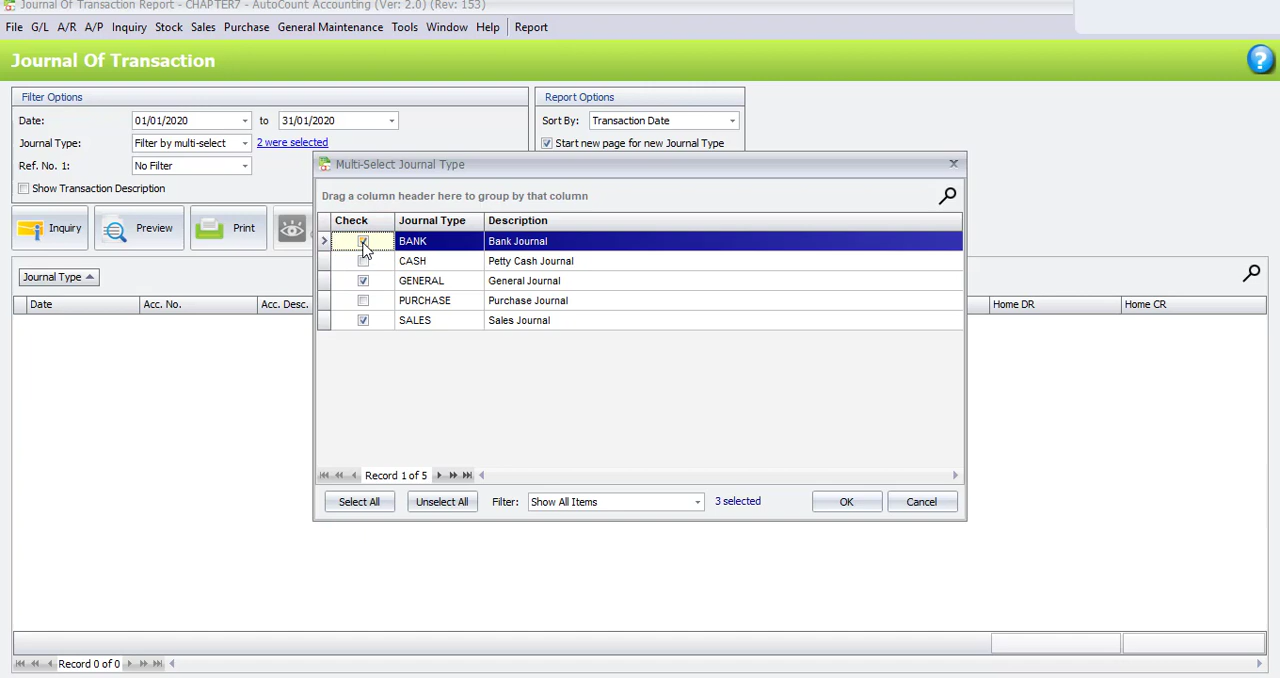 Journal Of Transaction Report - CHAPTER7 - AutoCount Accounting (Ver: 2.0) (Rev: 153)
File G/L A/R A/P Inquiry Stock Sales Purchase General Maintenance Tools Window Help Report
Journal Of Transaction
Filter Options Report Options
Date: 01/01/2020 to 31/01/2020 Sort By: Transaction Date
Journal Type: Filter by multi-select 2 were selected Start new page for new Journal Type
Ref. No. 1: No Filter
Show Transaction Description
Inquiry Preview Print
Multi-Select Journal Type
Drag a column header here to group by that column
Check Journal Type Description
BANK Bank Journal
CASH Petty Cash Journal
GENERAL General Journal
PURCHASE Purchase Journal
SALES Sales Journal
Record 1 of 5
Select All Unselect All Filter: Show All Items 3 selected OK Cancel
Journal Type
Date Acc. No. Acc. Desc. Home DR Home CR
Record 0 of 0